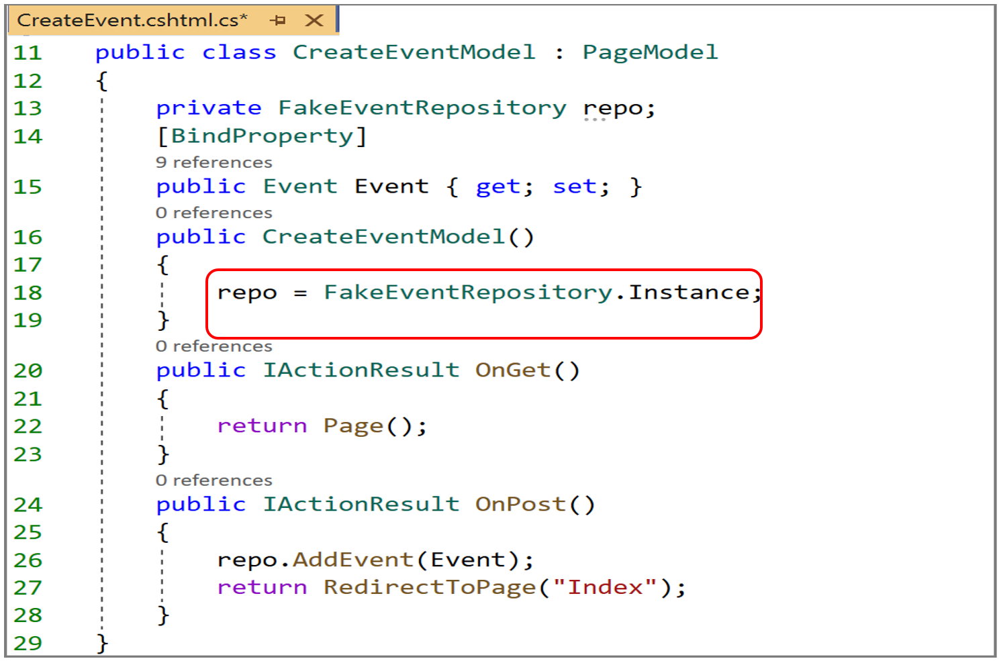 CreateEvent.cshtml.cs*
11 public class CreateEventModel : PageModel
12 {
13 private FakeEventRepository repo;
14 [BindProperty]
9 references
15 public Event Event { get; set; }
0 references
16 public CreateEventModel()
17 {
18 repo = FakeEventRepository.Instance;
19 }
0 references
20 public IActionResult OnGet()
21 {
22 return Page();
23 }
0 references
24 public IActionResult OnPost()
25 {
26 repo.AddEvent(Event);
27 return RedirectToPage("Index");
28 }
29 }